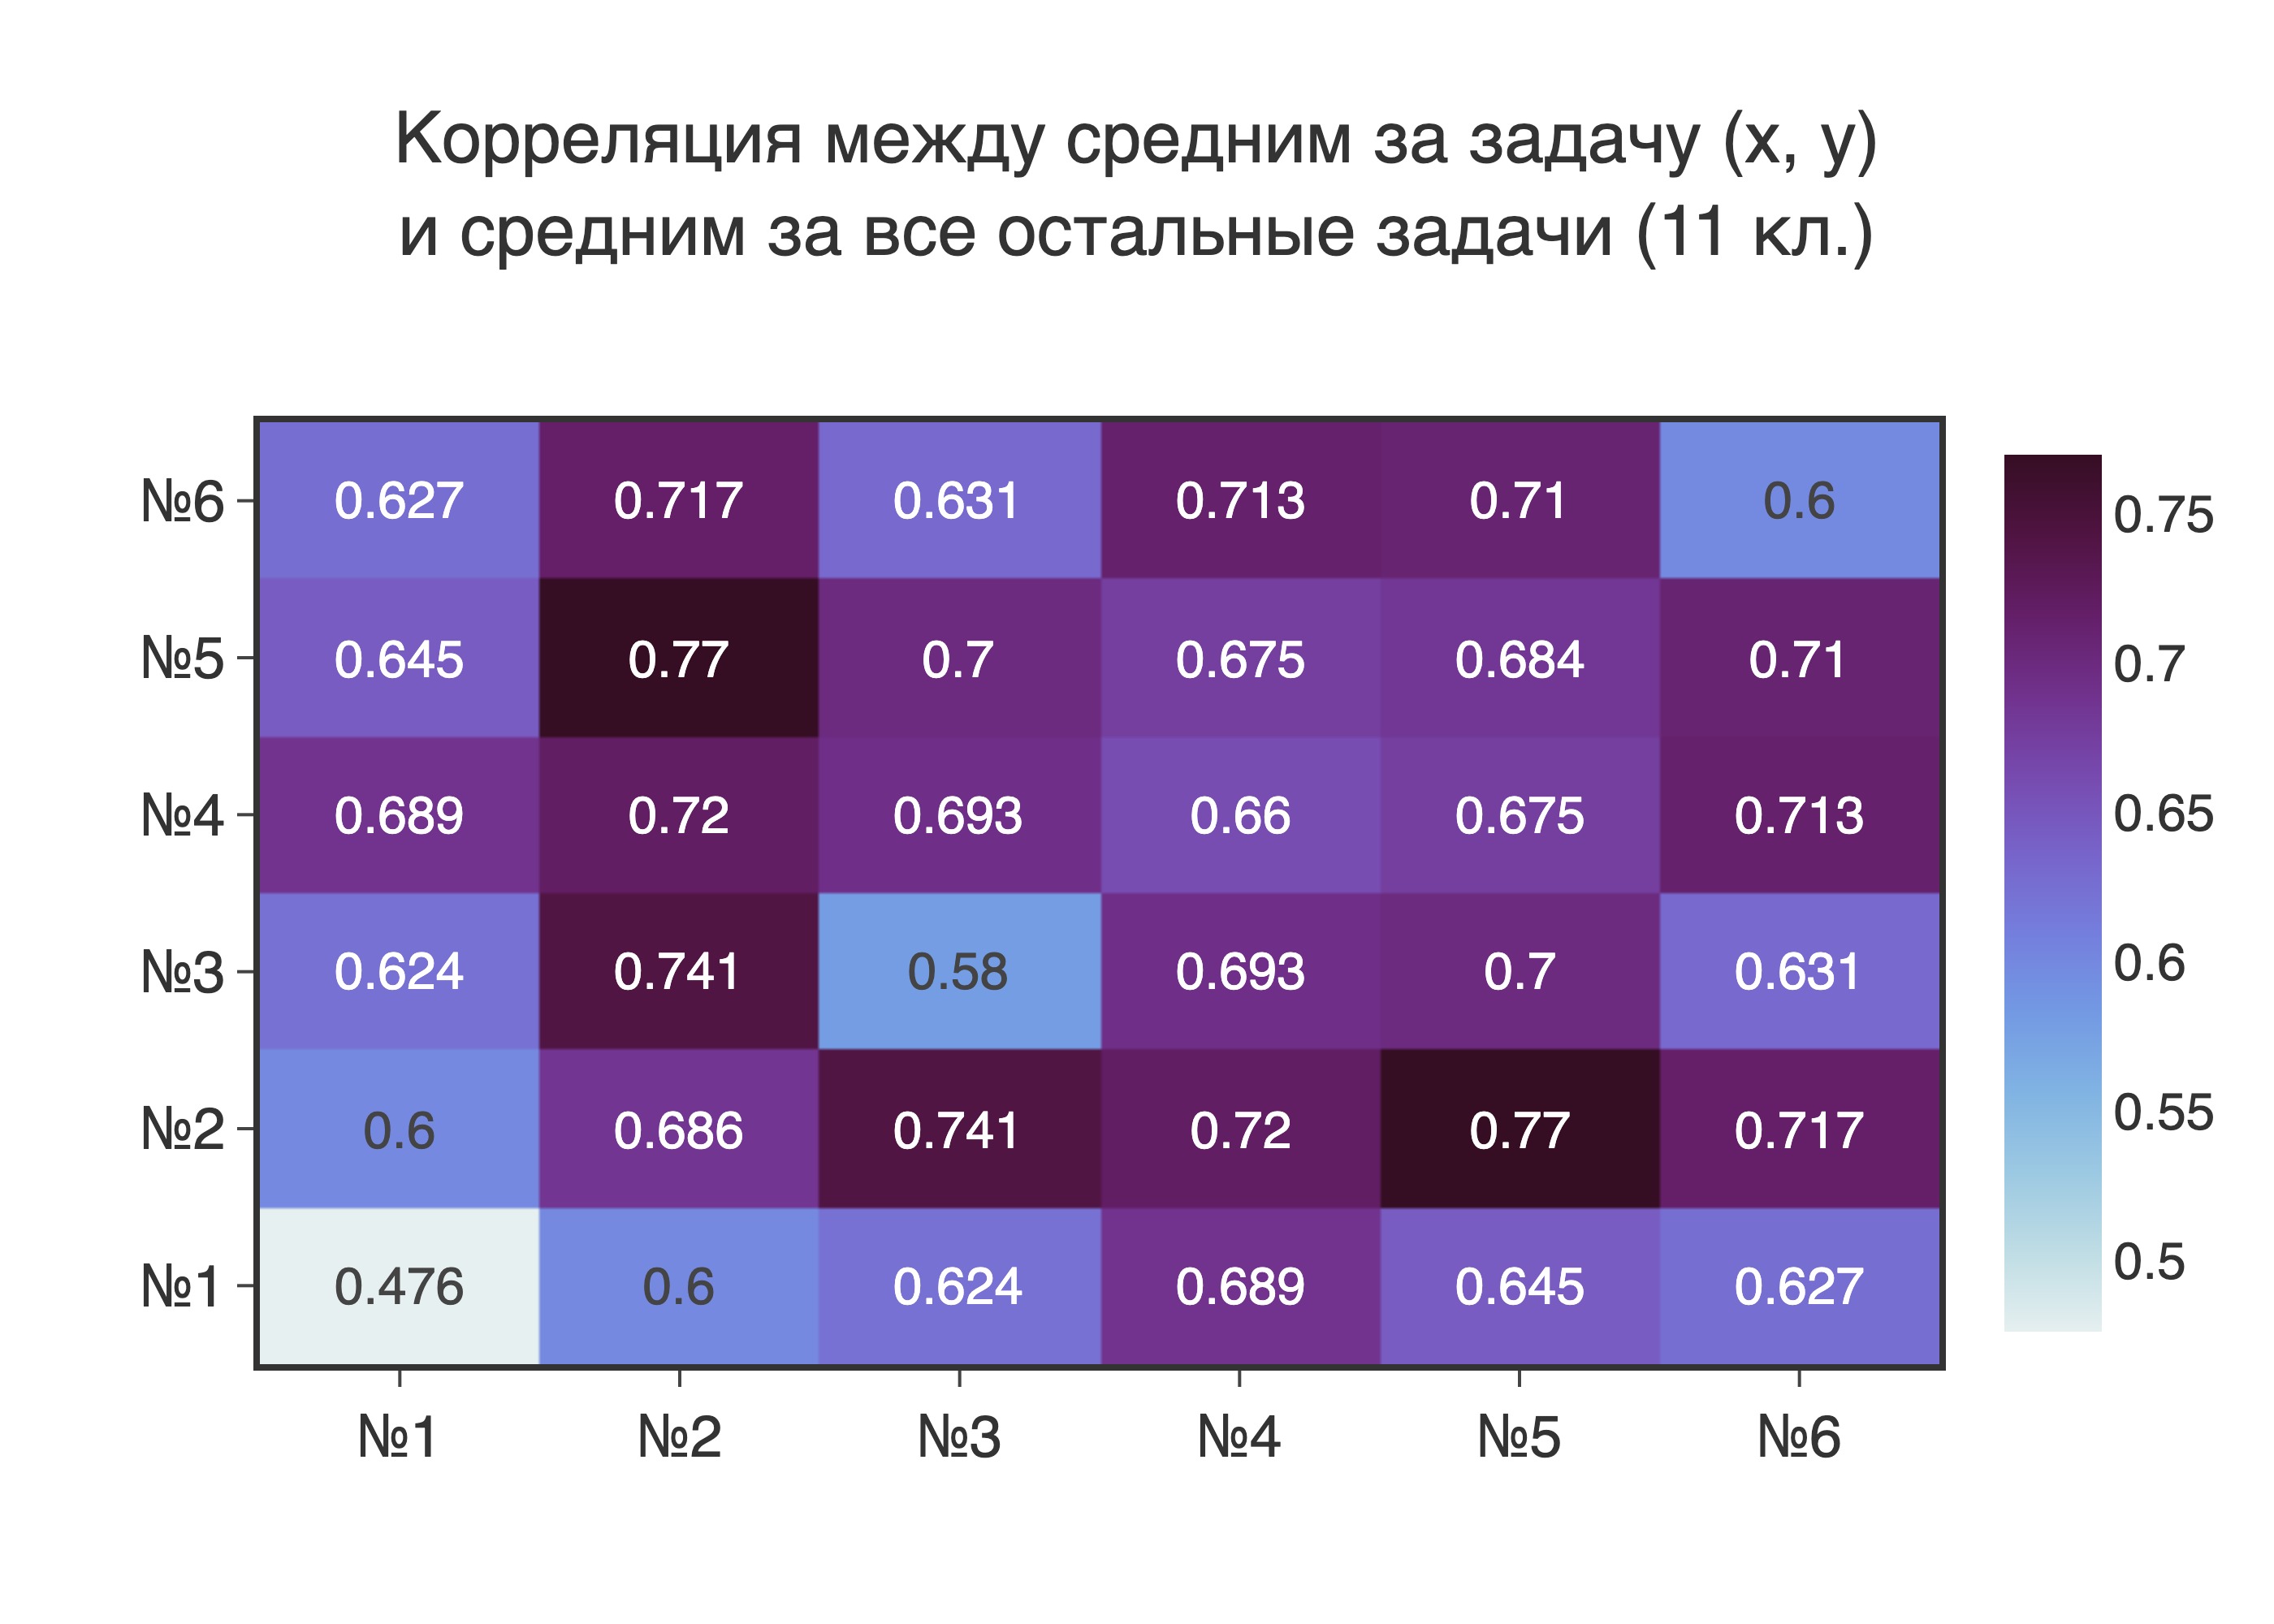 Корреляция между средним за задачу (x, y)
и средним за все остальные задачи (11 кл.)
№6 0.627 0.717 0.631 0.713 0.71 0.6
№5 0.645 0.77 0.7 0.675 0.684 0.71
№4 0.689 0.72 0.693 0.66 0.675 0.713
№3 0.624 0.741 0.58 0.693 0.7 0.631
№2 0.6 0.686 0.741 0.72 0.77 0.717
№1 0.476 0.6 0.624 0.689 0.645 0.627
№1 №2 №3 №4 №5 №6
0.75
0.7
0.65
0.6
0.55
0.5